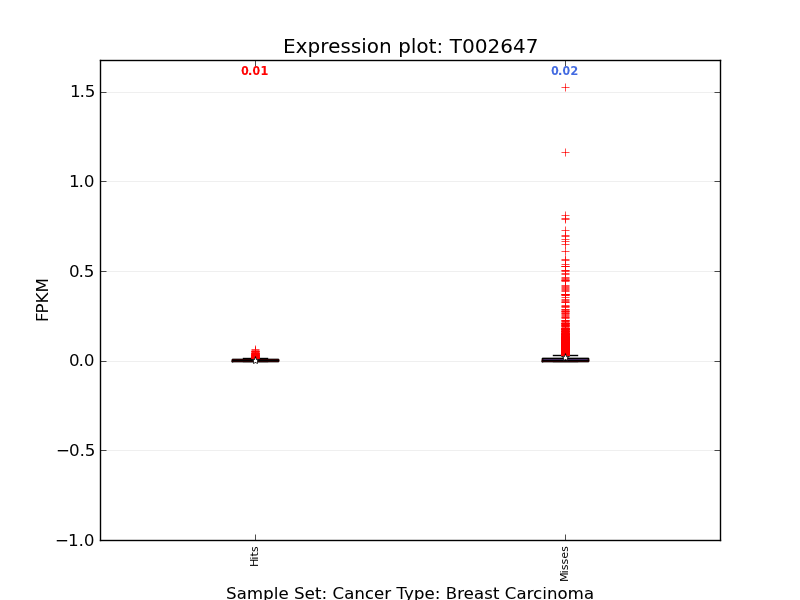 Expression plot: T002647
0.01
0.02
1.5
1.0
0.5
0.0
−0.5
−1.0
FPKM
Hits
Misses
Sample Set: Cancer Type: Breast Carcinoma